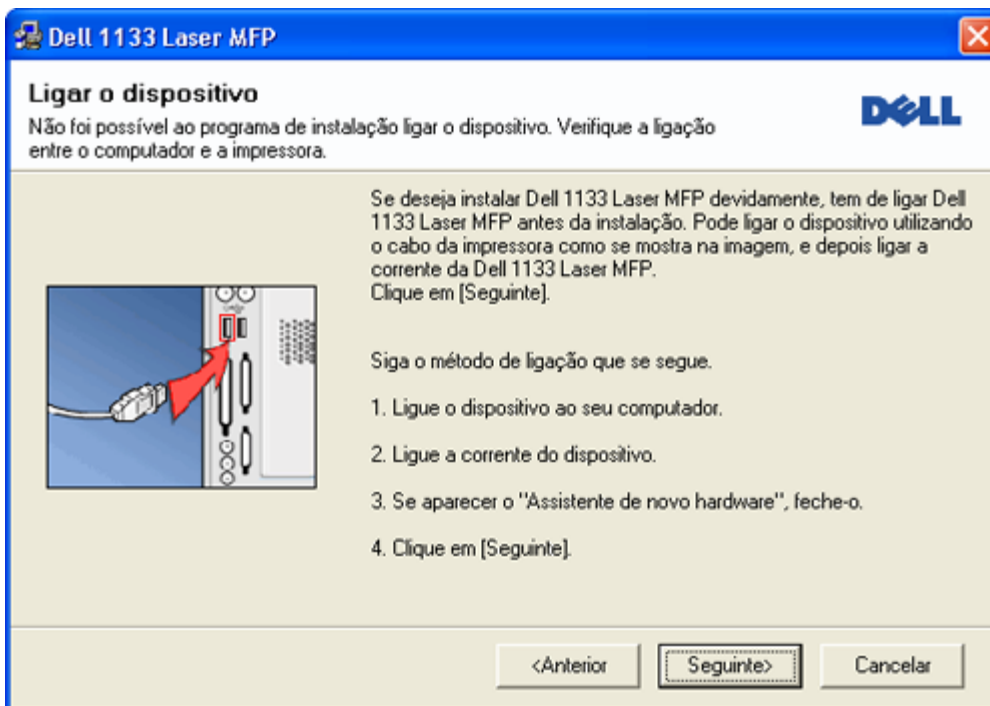 Dell 1133 Laser MFP
Ligar o dispositivo
Não foi possível ao programa de instalação ligar o dispositivo. Verifique a ligação
entre o computador e a impressora.
DELL
Se deseja instalar Dell 1133 Laser MFP devidamente, tem de ligar Dell
1133 Laser MFP antes da instalação. Pode ligar o dispositivo utilizando
o cabo da impressora como se mostra na imagem, e depois ligar a
corrente da Dell 1133 Laser MFP.
Clique em [Seguinte].
Siga o método de ligação que se segue.
1. Ligue o dispositivo ao seu computador.
2. Ligue a corrente do dispositivo.
3. Se aparecer o "Assistente de novo hardware", feche-o.
4. Clique em [Seguinte].
<Anterior
Seguinte>
Cancelar